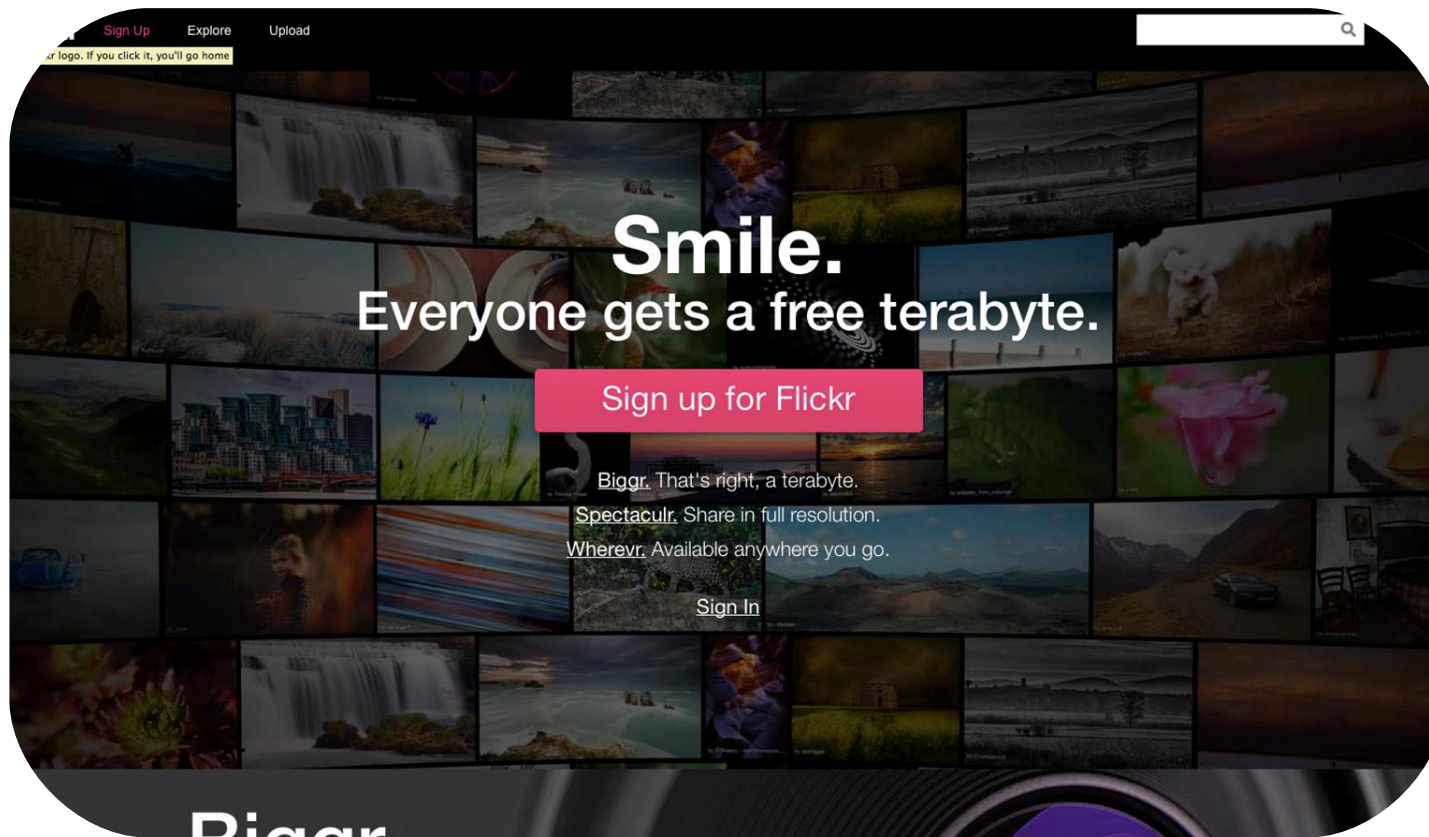 Sign Up Explore Upload
logo. If you click it, you'll go home
Smile.
Everyone gets a free terabyte.
Sign up for Flickr
Biggr. That's right, a terabyte.
Spectaculr. Share in full resolution.
Wherevr. Available anywhere you go.
Sign In